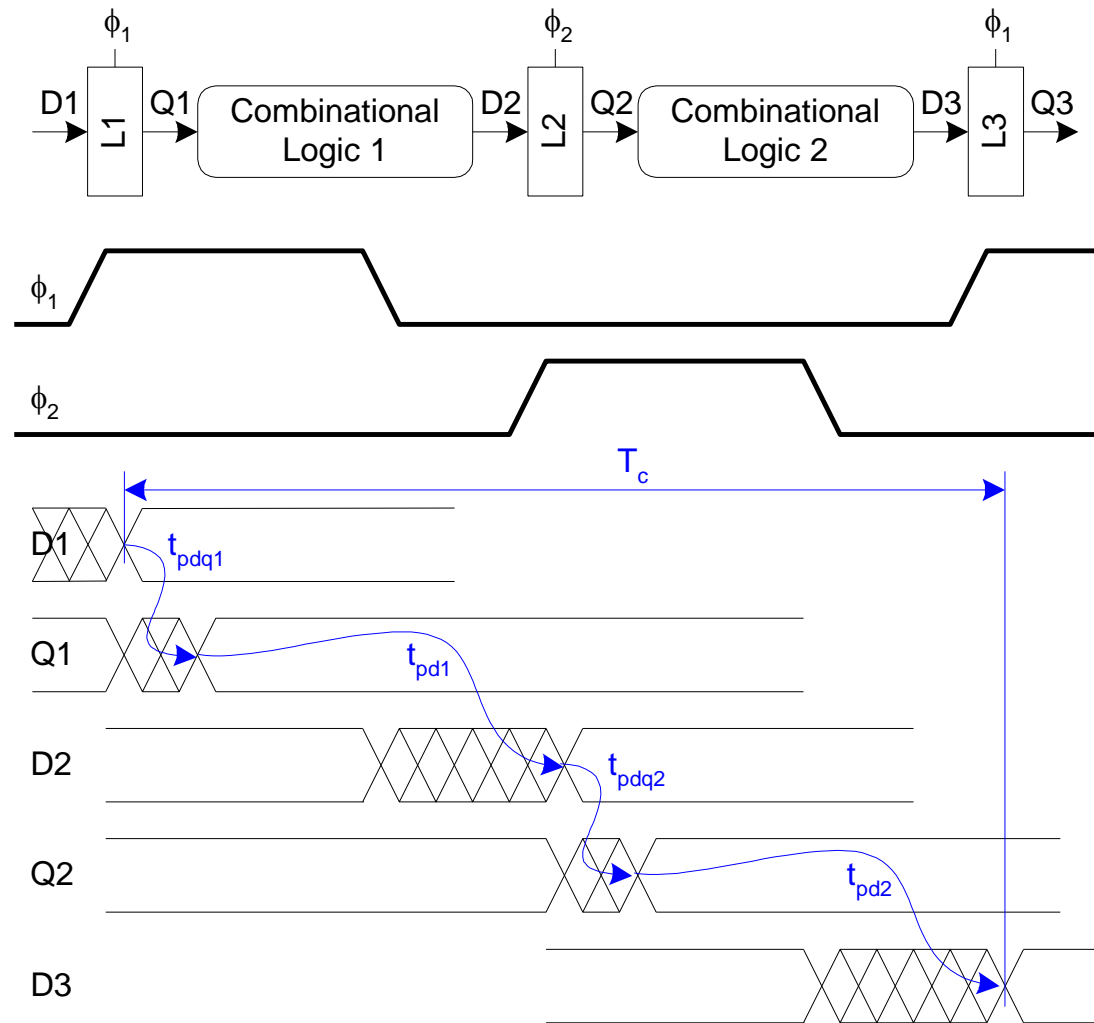 ϕ1 ϕ2 ϕ1
D1 L1 Q1 Combinational Logic 1 D2 L2 Q2 Combinational Logic 2 D3 L3 Q3
ϕ1
ϕ2
Tc
D1 tpdq1
Q1 tpd1
D2 tpdq2
Q2 tpd2
D3